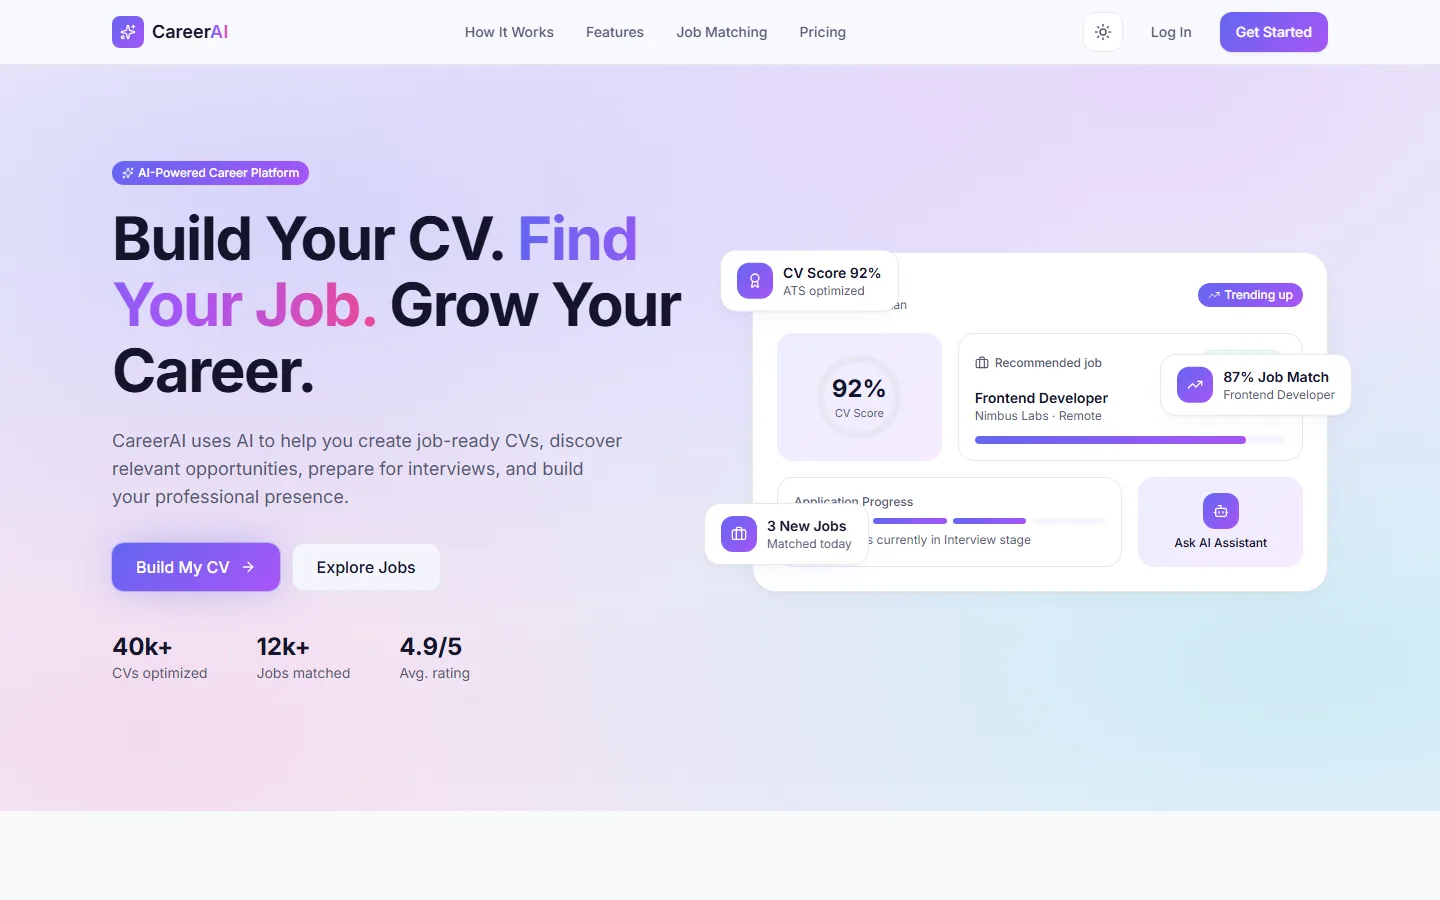 CareerAI
How It Works
Features
Job Matching
Pricing
Log In
Get Started
AI-Powered Career Platform
Build Your CV. Find
Your Job. Grow Your
Career.
CareerAI uses AI to help you create job-ready CVs, discover
relevant opportunities, prepare for interviews, and build
your professional presence.
Build My CV
Explore Jobs
40k+
CVs optimized
12k+
Jobs matched
4.9/5
Avg. rating
CV Score 92%
ATS optimized
Trending up
92%
CV Score
Recommended job
Frontend Developer
Nimbus Labs · Remote
87% Job Match
Frontend Developer
Application Progress
currently in Interview stage
3 New Jobs
Matched today
Ask AI Assistant